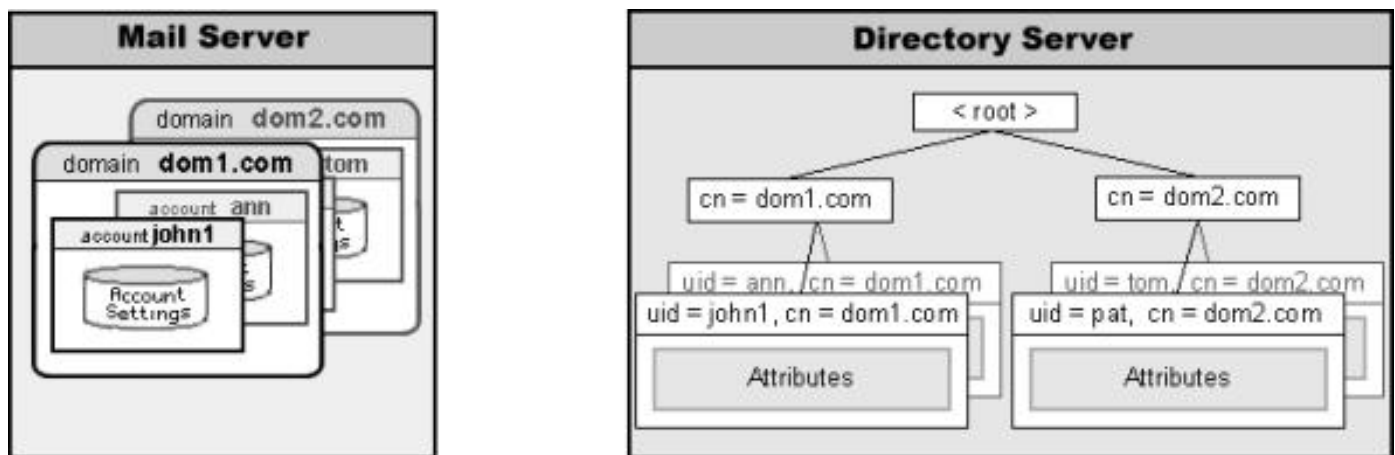 Mail Server
domain dom2.com
tom
domain dom1.com
account ann
account john1
Account
Settings
Directory Server
< root >
cn = dom1.com
cn = dom2.com
uid = ann, cn = dom1.com
uid = john1, cn = dom1.com
Attributes
uid = tom, cn = dom2.com
uid = pat, cn = dom2.com
Attributes